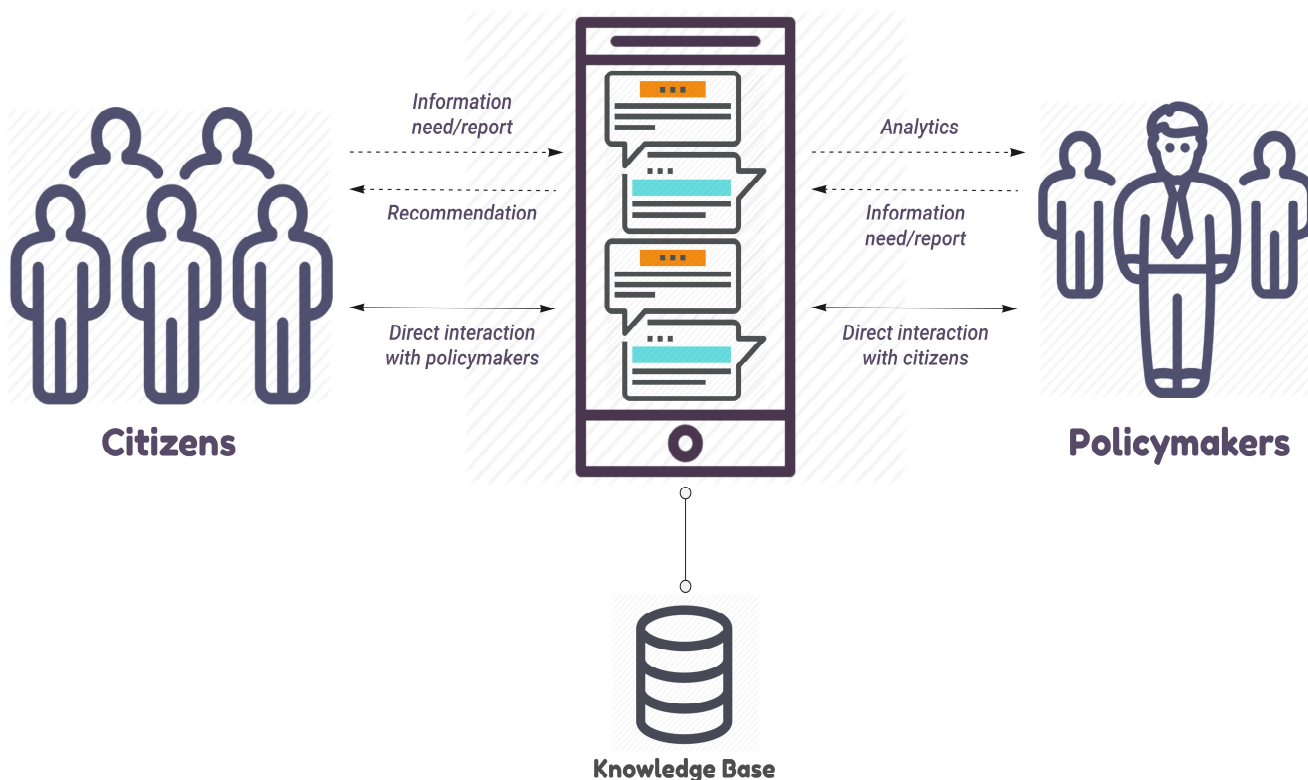 Information
need/report
Recommendation
Direct interaction
with policymakers
Citizens
Analytics
Information
need/report
Direct interaction
with citizens
Policymakers
Knowledge Base